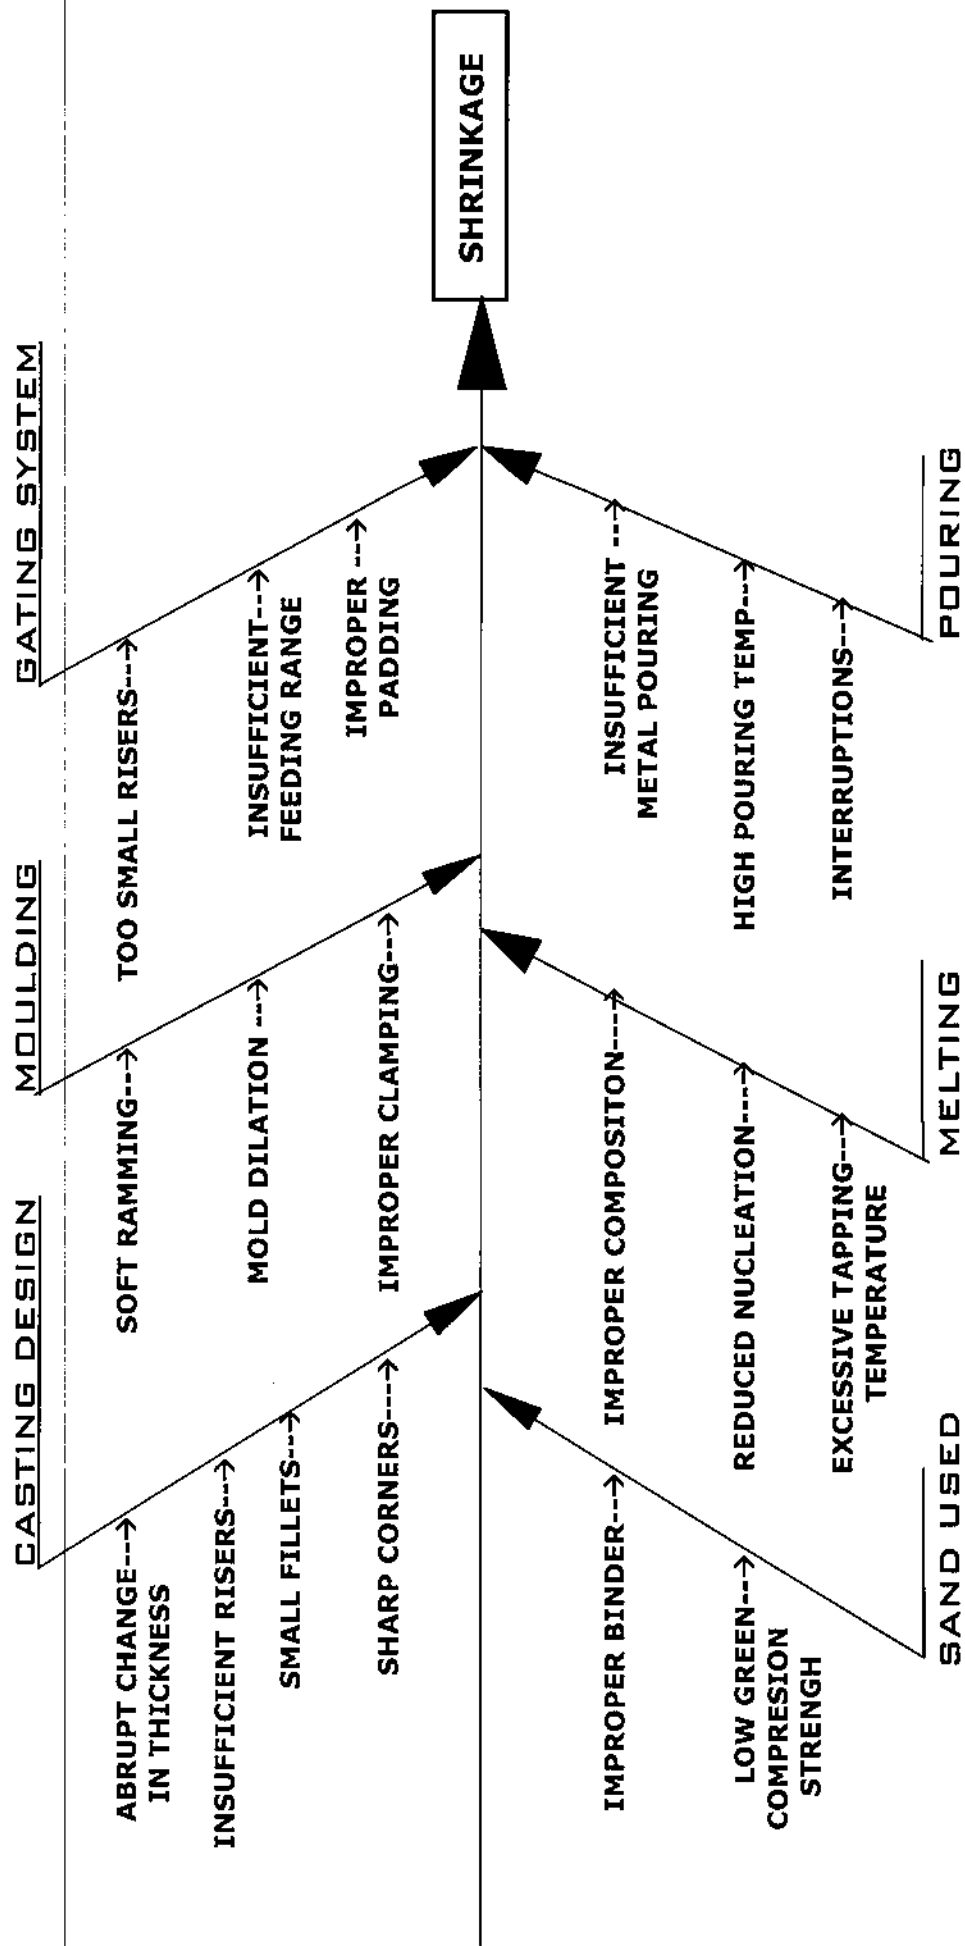 CASTING DESIGN
ABRUPT CHANGE--->
IN THICKNESS
INSUFFICIENT RISERS--->
SMALL FILLETS--->
SHARP CORNERS--->
MOULDING
SOFT RAMMING--->
MOLD DILATION --->
IMPROPER CLAMPING--->
GATING SYSTEM
TOO SMALL RISERS--->
INSUFFICIENT--->
FEEDING RANGE
IMPROPER --->
PADDING
SHRINKAGE
SAND USED
IMPROPER BINDER--->
LOW GREEN--->
COMPRESION
STRENGH
MELTING
IMPROPER COMPOSITON---->
REDUCED NUCLEATION---->
EXCESSIVE TAPPING---->
TEMPERATURE
POURING
INSUFFICIENT --->
METAL POURING
HIGH POURING TEMP--->
INTERRUPTIONS--->